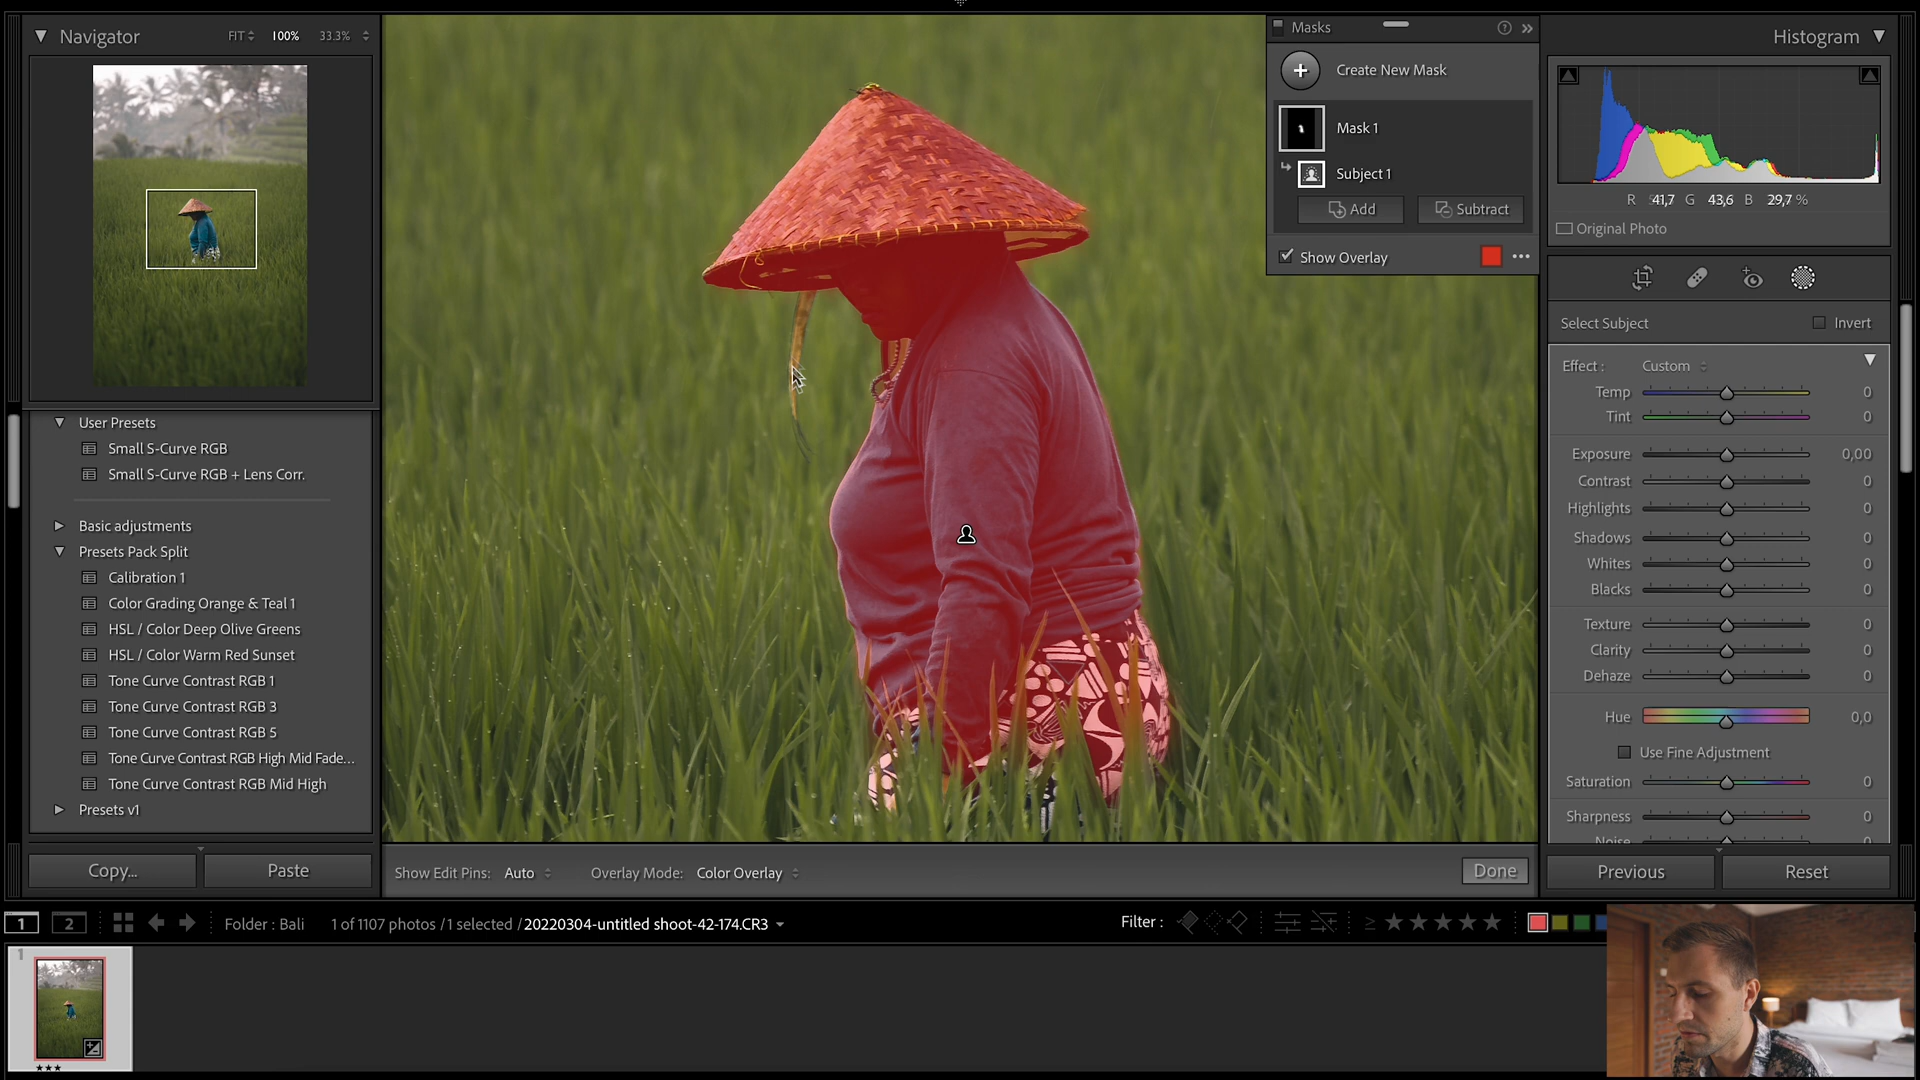 Navigator
FIT 100% 33.3%
User Presets
Small S-Curve RGB
Small S-Curve RGB + Lens Corr.
Basic adjustments
Presets Pack Split
Calibration 1
Color Grading Orange & Teal 1
HSL / Color Deep Olive Greens
HSL / Color Warm Red Sunset
Tone Curve Contrast RGB 1
Tone Curve Contrast RGB 3
Tone Curve Contrast RGB 5
Tone Curve Contrast RGB High Mid Fade...
Tone Curve Contrast RGB Mid High
Presets v1
Copy... Paste
Masks
Create New Mask
Mask 1
Subject 1
Add Subtract
Show Overlay
Show Edit Pins: Auto Overlay Mode: Color Overlay Done
Histogram
R 41,7 G 43,6 B 29,7 %
Original Photo
Select Subject Invert
Effect : Custom
Temp 0
Tint 0
Exposure 0,00
Contrast 0
Highlights 0
Shadows 0
Whites 0
Blacks 0
Texture 0
Clarity 0
Dehaze 0
Hue 0,0
Use Fine Adjustment
Saturation 0
Sharpness 0
Noise
Previous Reset
1 2 Folder : Bali 1 of 1107 photos / 1 selected / 20220304-untitled shoot-42-174.CR3 Filter : ≥
1